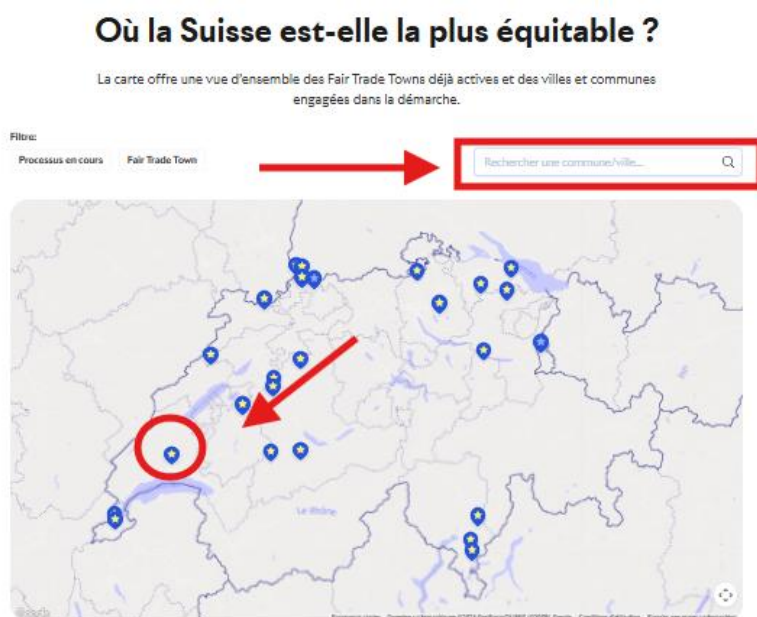 Où la Suisse est-elle la plus équitable ?
La carte offre une vue d'ensemble des Fair Trade Towns déjà actives et des villes et communes
engagées dans la démarche.
Filtre:
Processus en cours Fair Trade Town
Rechercher une commune/ville...
Le Rhône
Google